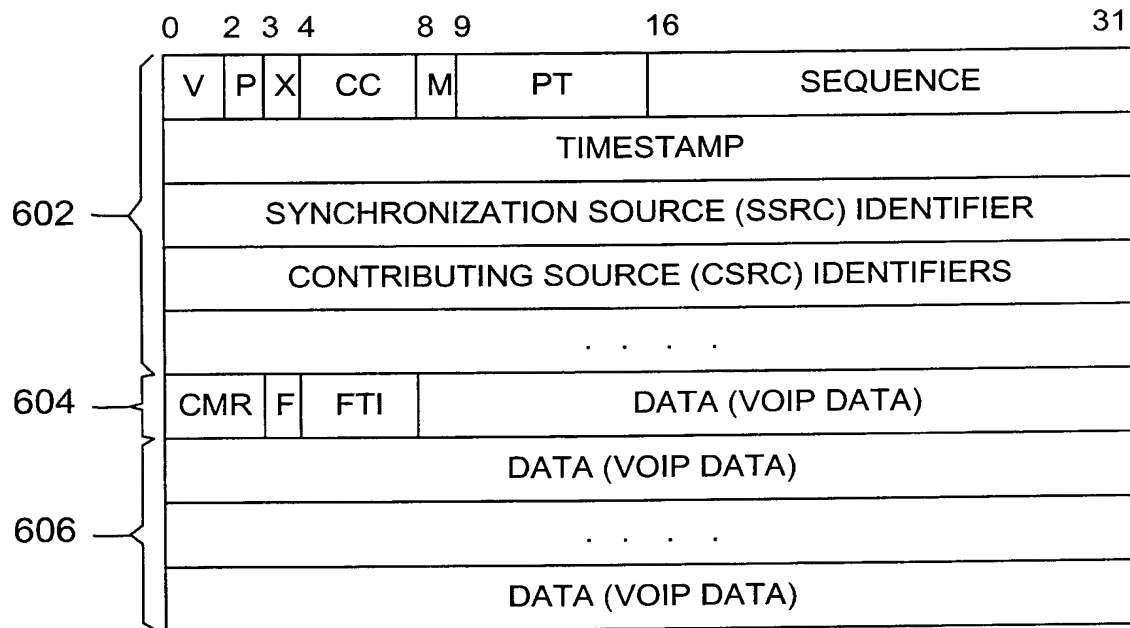 0 2 3 4 8 9 16 31
V P X CC M PT SEQUENCE
TIMESTAMP
602 SYNCHRONIZATION SOURCE (SSRC) IDENTIFIER
CONTRIBUTING SOURCE (CSRC) IDENTIFIERS
. . . .
604 CMR F FTI DATA (VOIP DATA)
DATA (VOIP DATA)
606 . . . .
DATA (VOIP DATA)